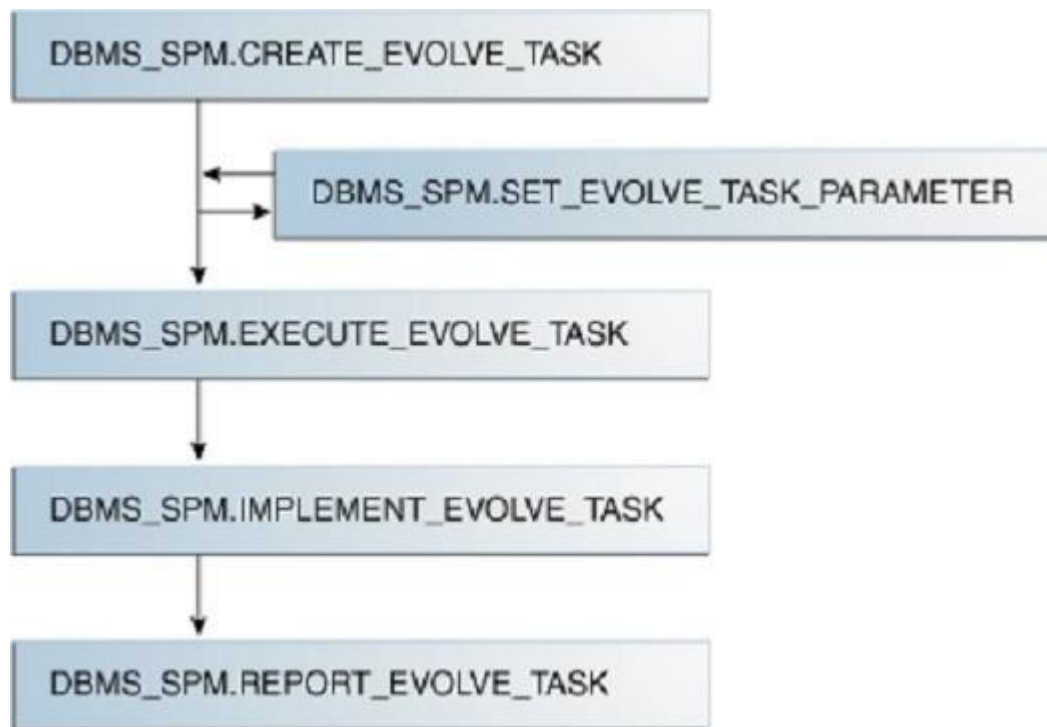 DBMS_SPM.CREATE_EVOLVE_TASK
DBMS_SPM.SET_EVOLVE_TASK_PARAMETER
DBMS_SPM.EXECUTE_EVOLVE_TASK
DBMS_SPM.IMPLEMENT_EVOLVE_TASK
DBMS_SPM.REPORT_EVOLVE_TASK